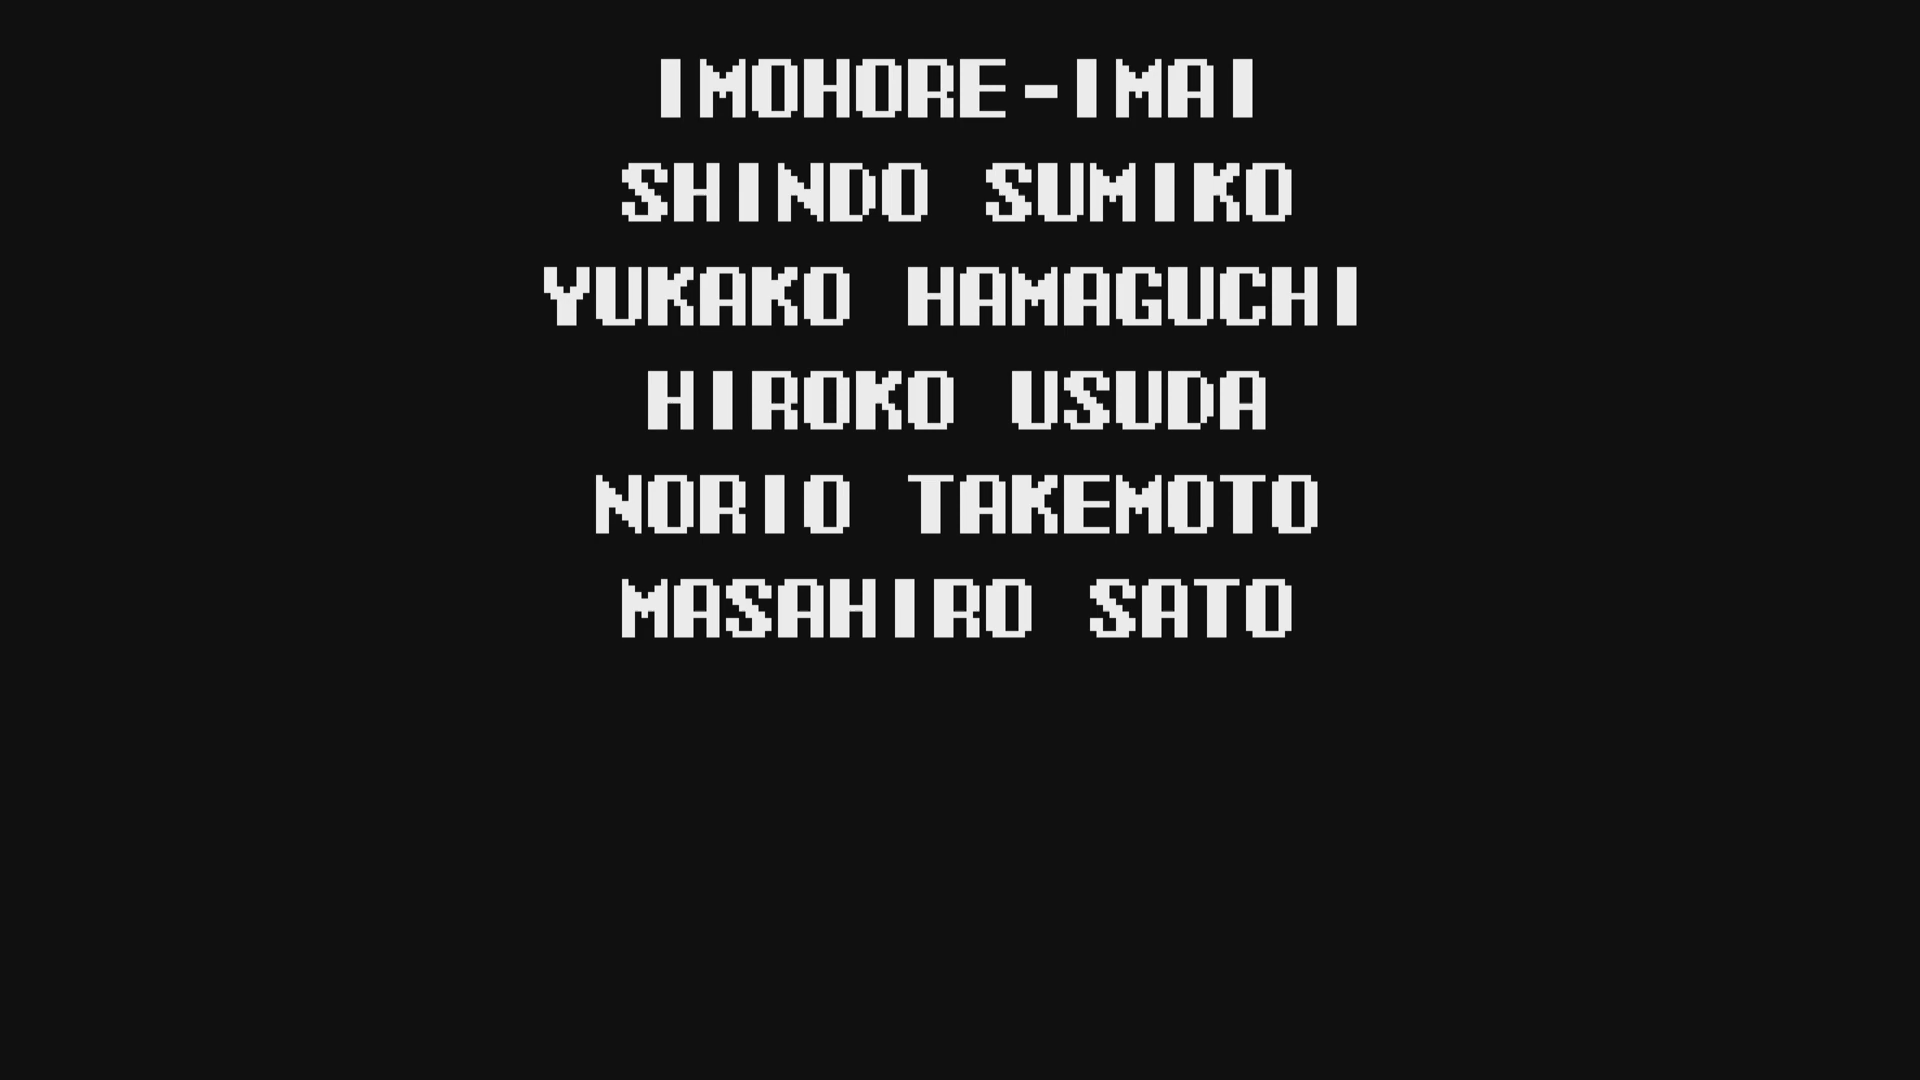 IMOHORE-IMAI
SHINDO SUMIKO
YUKAKO HAMAGUCHI
HIROKO USUDA
NORIO TAKEMOTO
MASAHIRO SATO